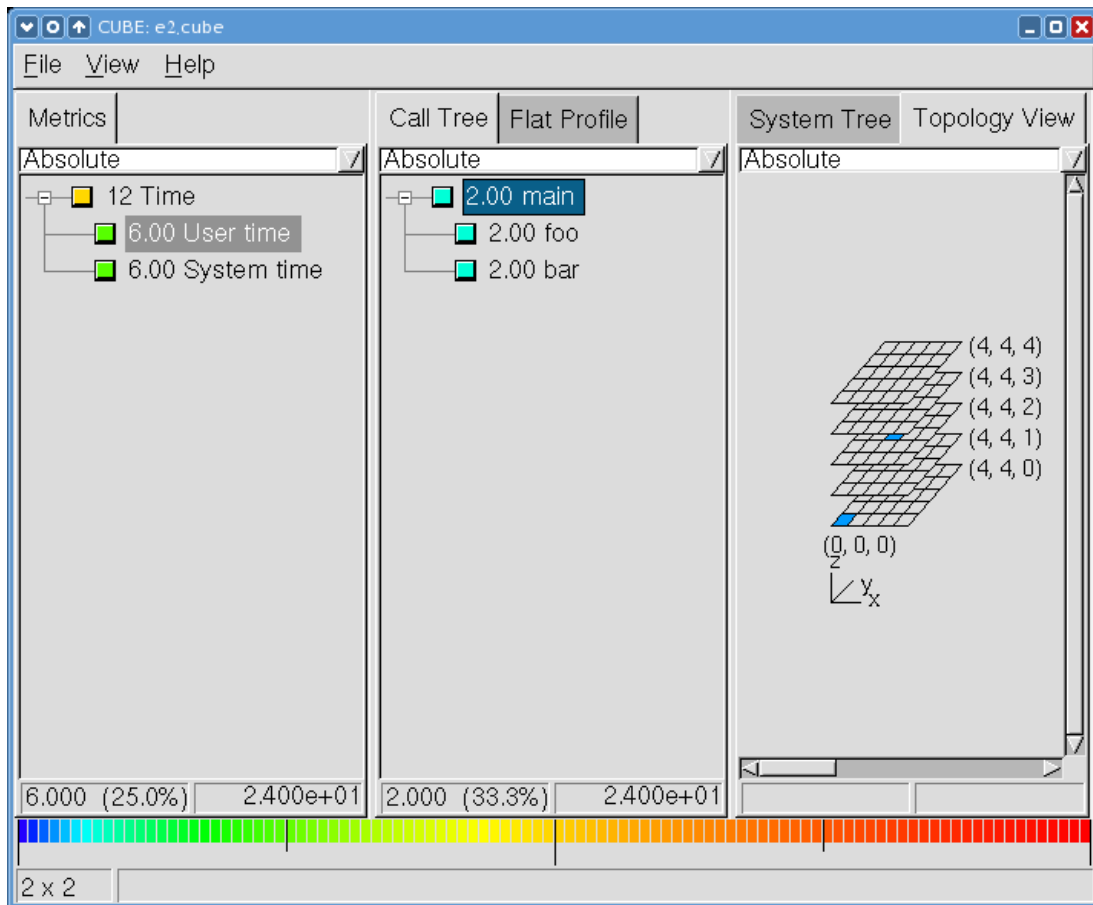 CUBE: e2.cube
File View Help
Metrics
Call Tree Flat Profile
System Tree Topology View
Absolute
Absolute
Absolute
12 Time
6.00 User time
6.00 System time
2.00 main
2.00 foo
2.00 bar
(4, 4, 4)
(4, 4, 3)
(4, 4, 2)
(4, 4, 1)
(4, 4, 0)
(0, 0, 0)
z
y
x
6.000 (25.0%) 2.400e+01
2.000 (33.3%) 2.400e+01
2 x 2